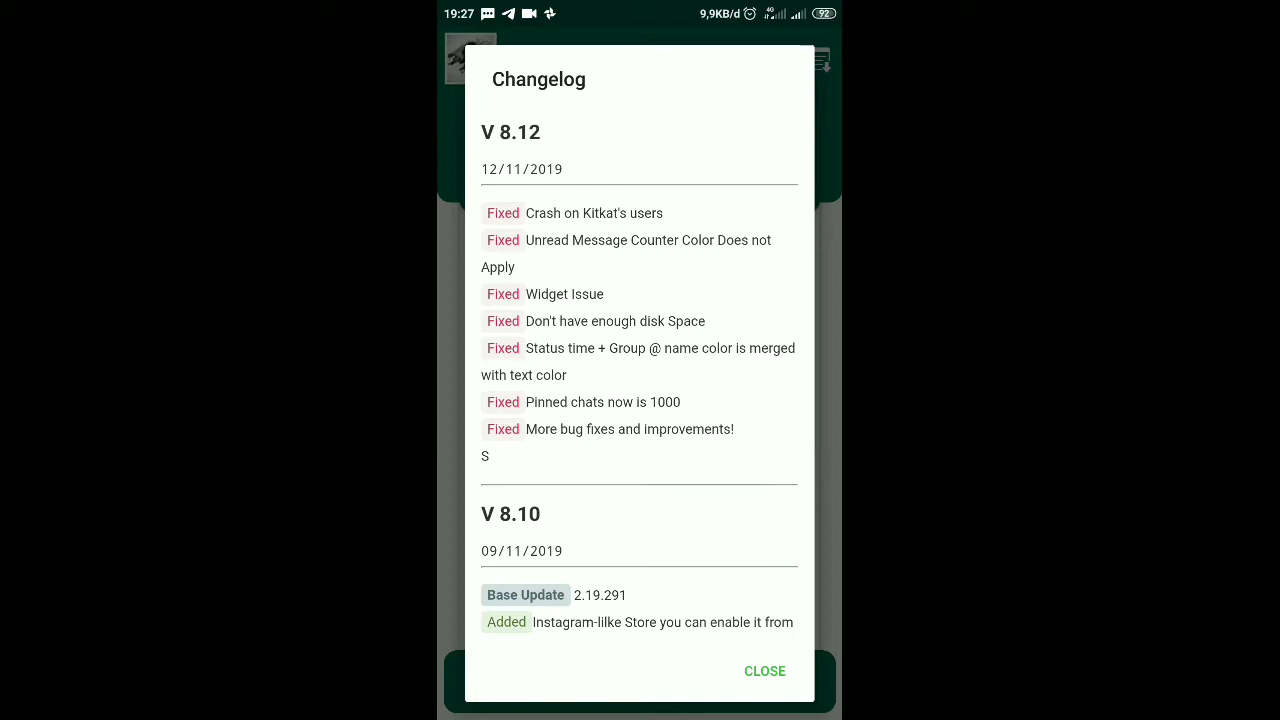 19:27 9,9KB/d 4G 92
Changelog
V 8.12
12/11/2019
Fixed Crash on Kitkat's users
Fixed Unread Message Counter Color Does not
Apply
Fixed Widget Issue
Fixed Don't have enough disk Space
Fixed Status time + Group @ name color is merged
with text color
Fixed Pinned chats now is 1000
Fixed More bug fixes and improvements!
S
V 8.10
09/11/2019
Base Update 2.19.291
Added Instagram-lilke Store you can enable it from
CLOSE